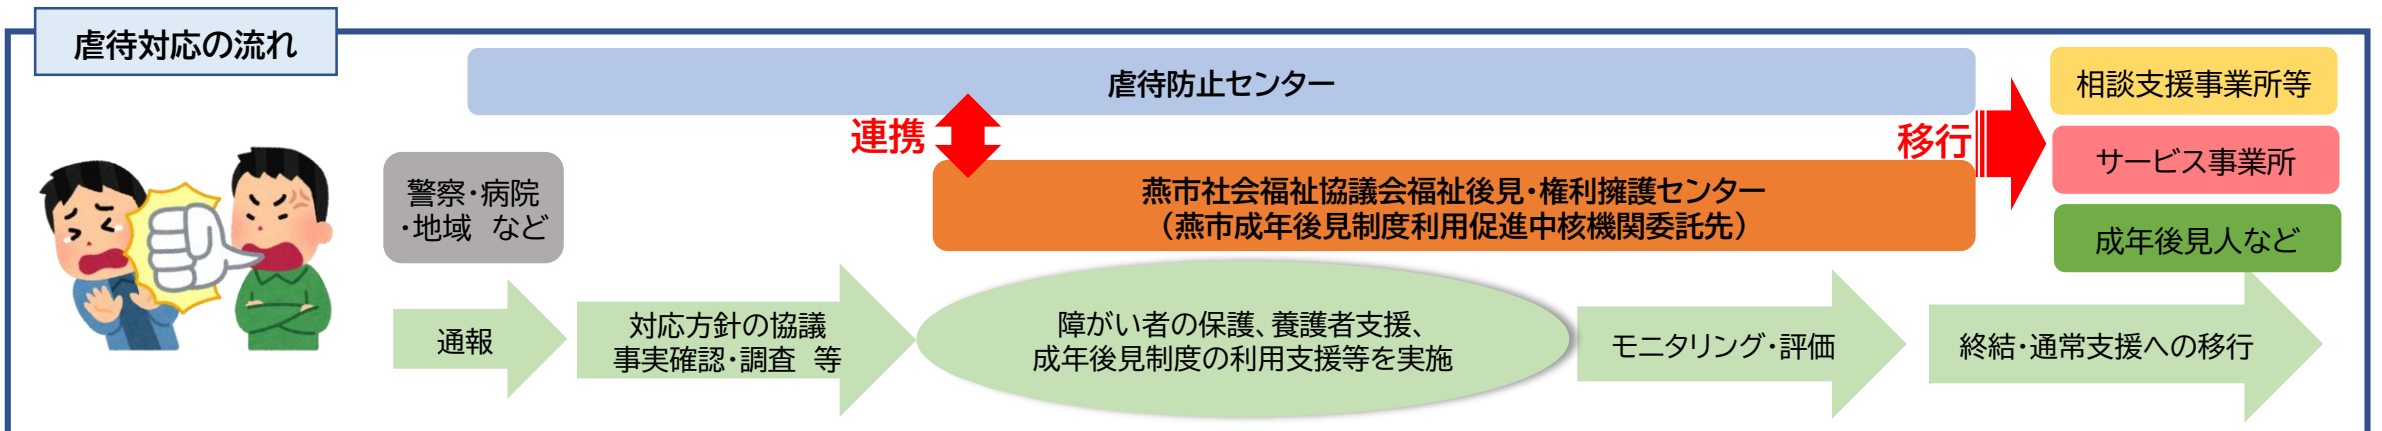 虐待対応の流れ
虐待防止センター
連携
移行
相談支援事業所等
サービス事業所
成年後見人など
警察・病院
・地域　など
燕市社会福祉協議会福祉後見・権利擁護センター
（燕市成年後見制度利用促進中核機関委託先）
通報
対応方針の協議
事実確認・調査　等
障がい者の保護、養護者支援、
成年後見制度の利用支援等を実施
モニタリング・評価
終結・通常支援への移行